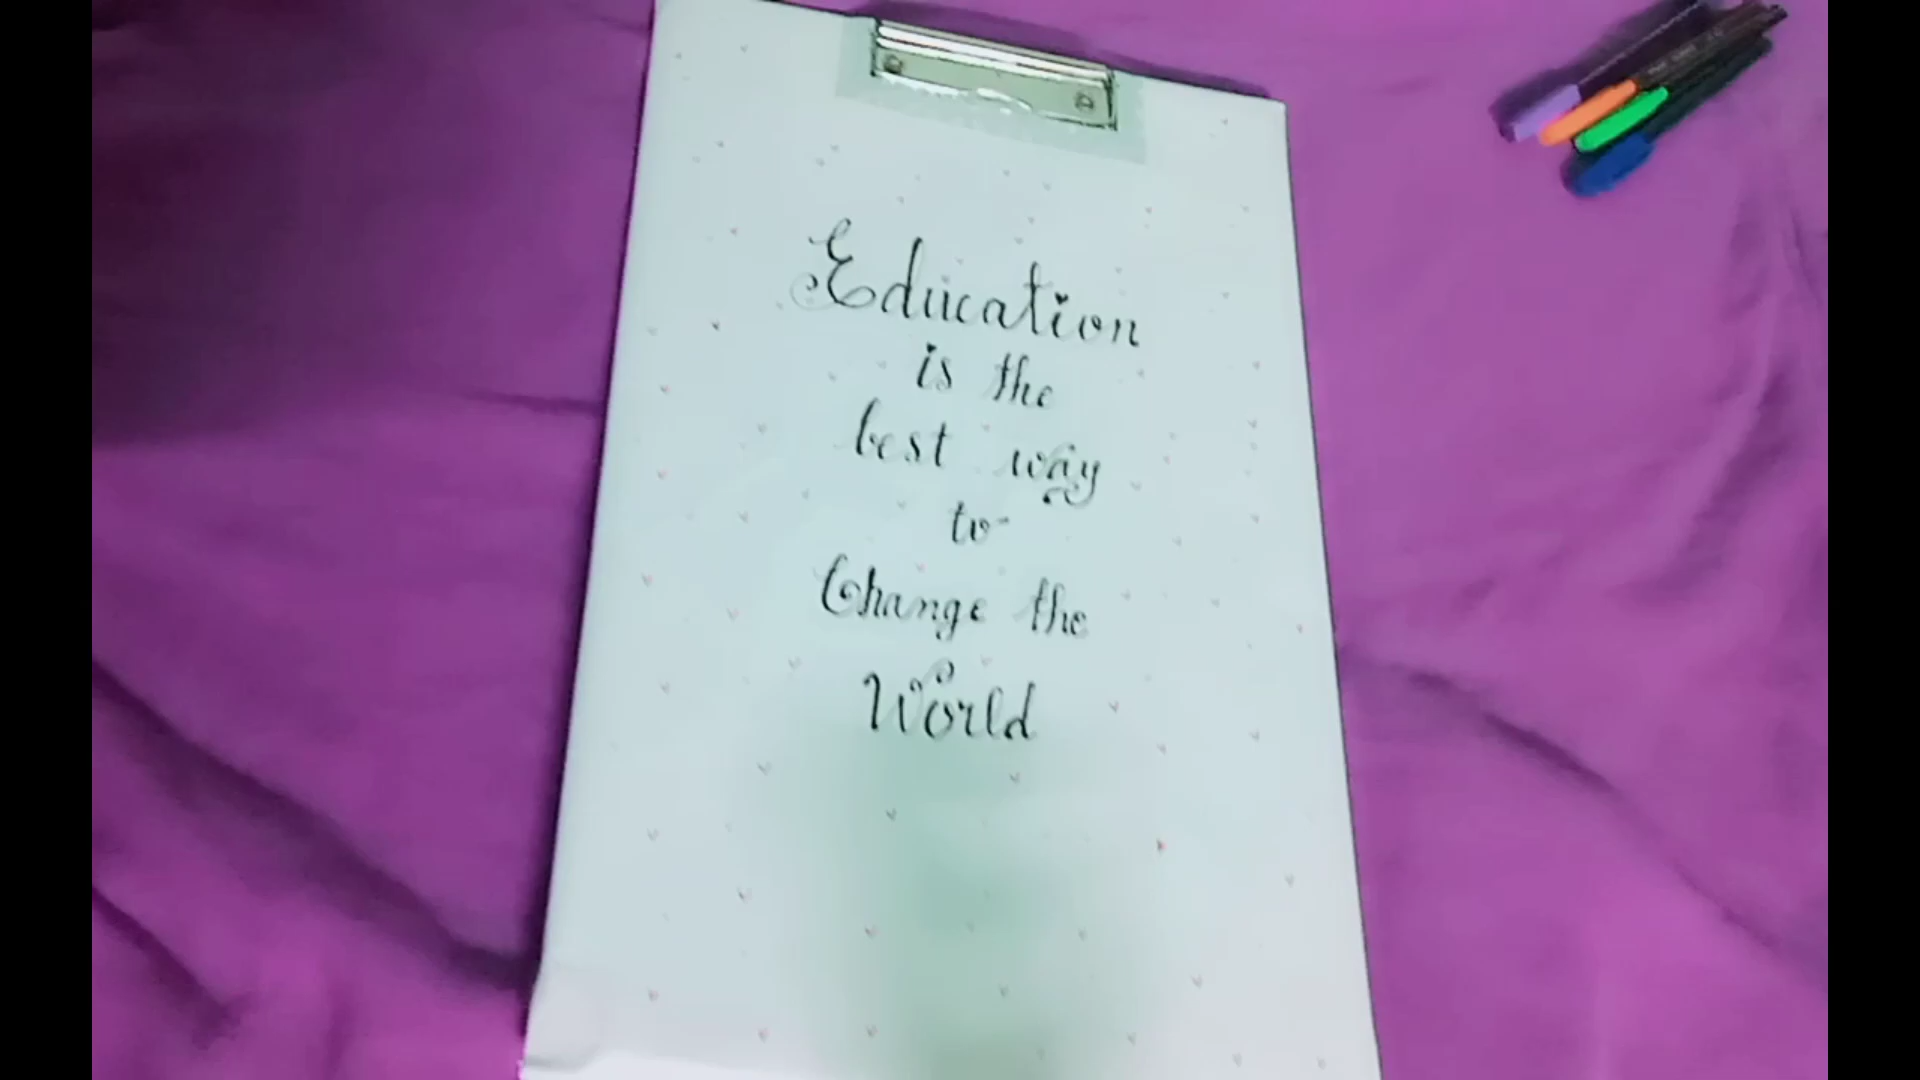 Education
is the
best way
to
Change the
World